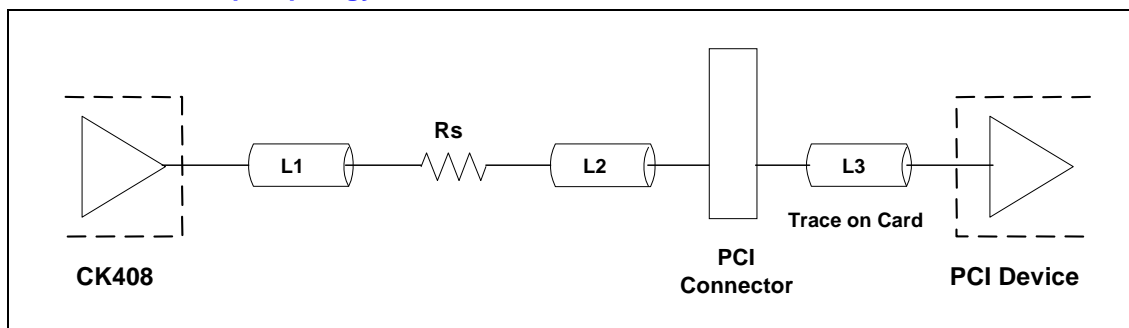 Rs
L1
L2
L3
Trace on Card
PCI
Connector
CK408
PCI Device